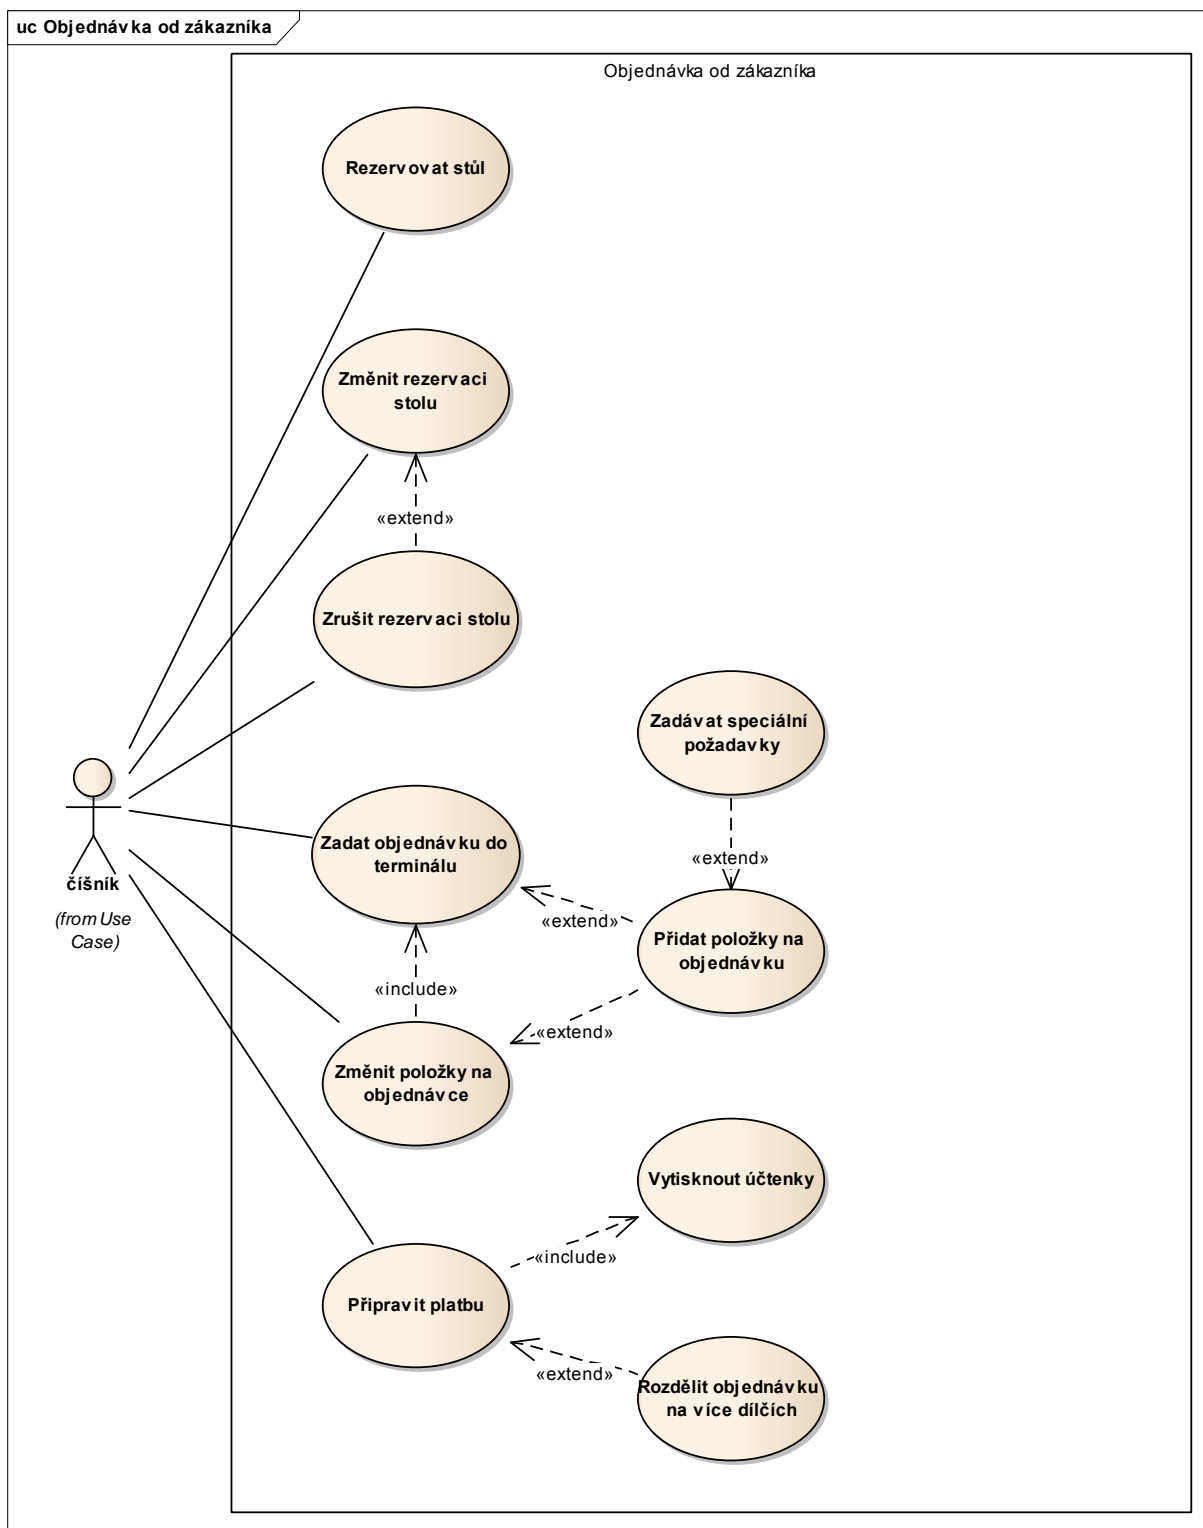 uc Objednávka od zákazníka
Objednávka od zákazníka
Rezervovat stůl
Změnit rezervaci
stolu
«extend»
Zrušit rezervaci stolu
Zadávat speciální
požadavky
«extend»
číšník
(from Use
Case)
Zadat objednávku do
terminálu
«extend»
Přidat položky na
objednávku
«include»
«extend»
Změnit položky na
objednávce
Vytisknout účtenky
«include»
Připravit platbu
«extend»
Rozdělit objednávku
na více dílčích